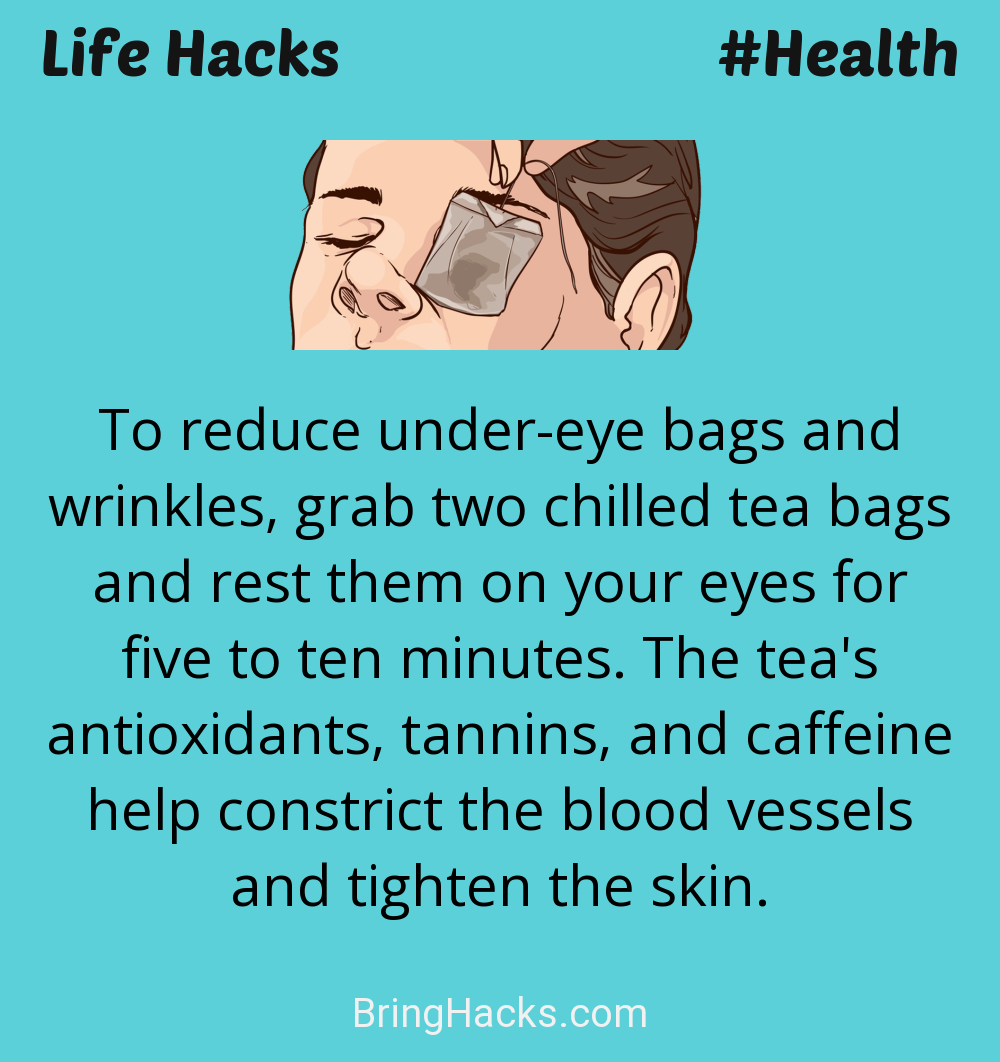 Life Hacks
#Health
To reduce under-eye bags and
wrinkles, grab two chilled tea bags
and rest them on your eyes for
five to ten minutes. The tea's
antioxidants, tannins, and caffeine
help constrict the blood vessels
and tighten the skin.
BringHacks.com